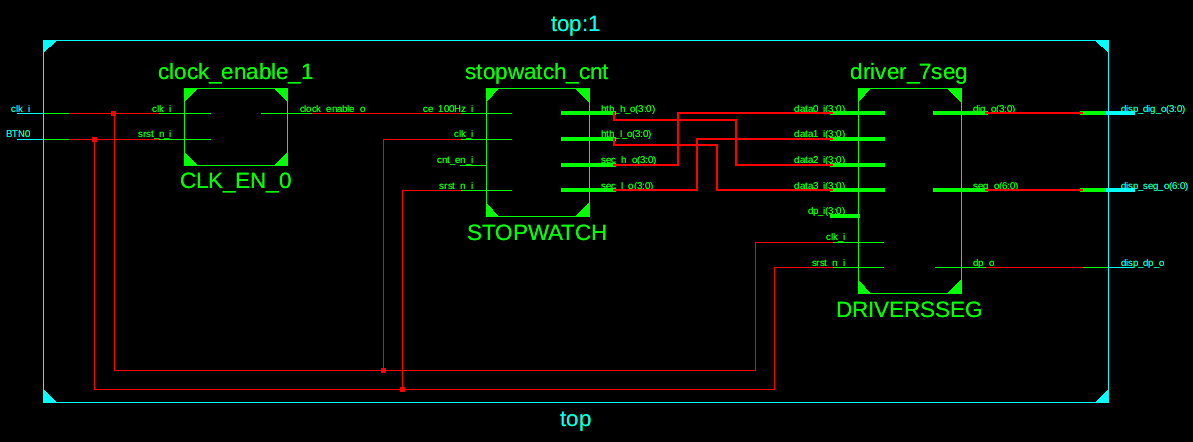 top:1
clock_enable_1
stopwatch_cnt
driver_7seg
clk_i
clk_i
clock_enable_o
ce_100Hz_i
hth_h_o(3:0)
data0_i(3:0)
dig_o(3:0)
disp_dig_o(3:0)
BTN0
srst_n_i
clk_i
hth_l_o(3:0)
data1_i(3:0)
cnt_en_i
sec_h_o(3:0)
data2_i(3:0)
srst_n_i
sec_l_o(3:0)
data3_i(3:0)
seg_o(6:0)
disp_seg_o(6:0)
CLK_EN_0
dp_i(3:0)
STOPWATCH
clk_i
srst_n_i
dp_o
disp_dp_o
DRIVERSSEG
top